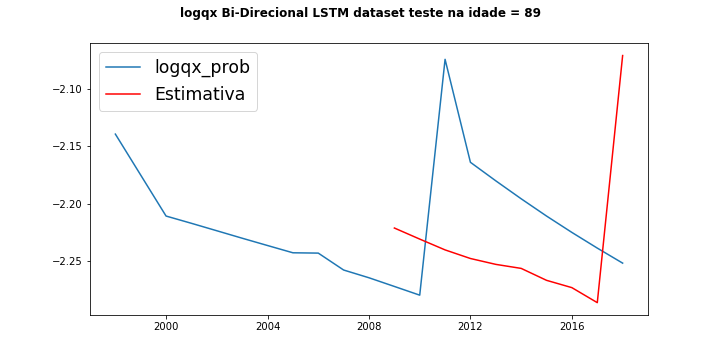 logqx Bi-Direcional LSTM dataset teste na idade = 89
logqx_prob
Estimativa
−2.10
−2.15
−2.20
−2.25
2000 2004 2008 2012 2016